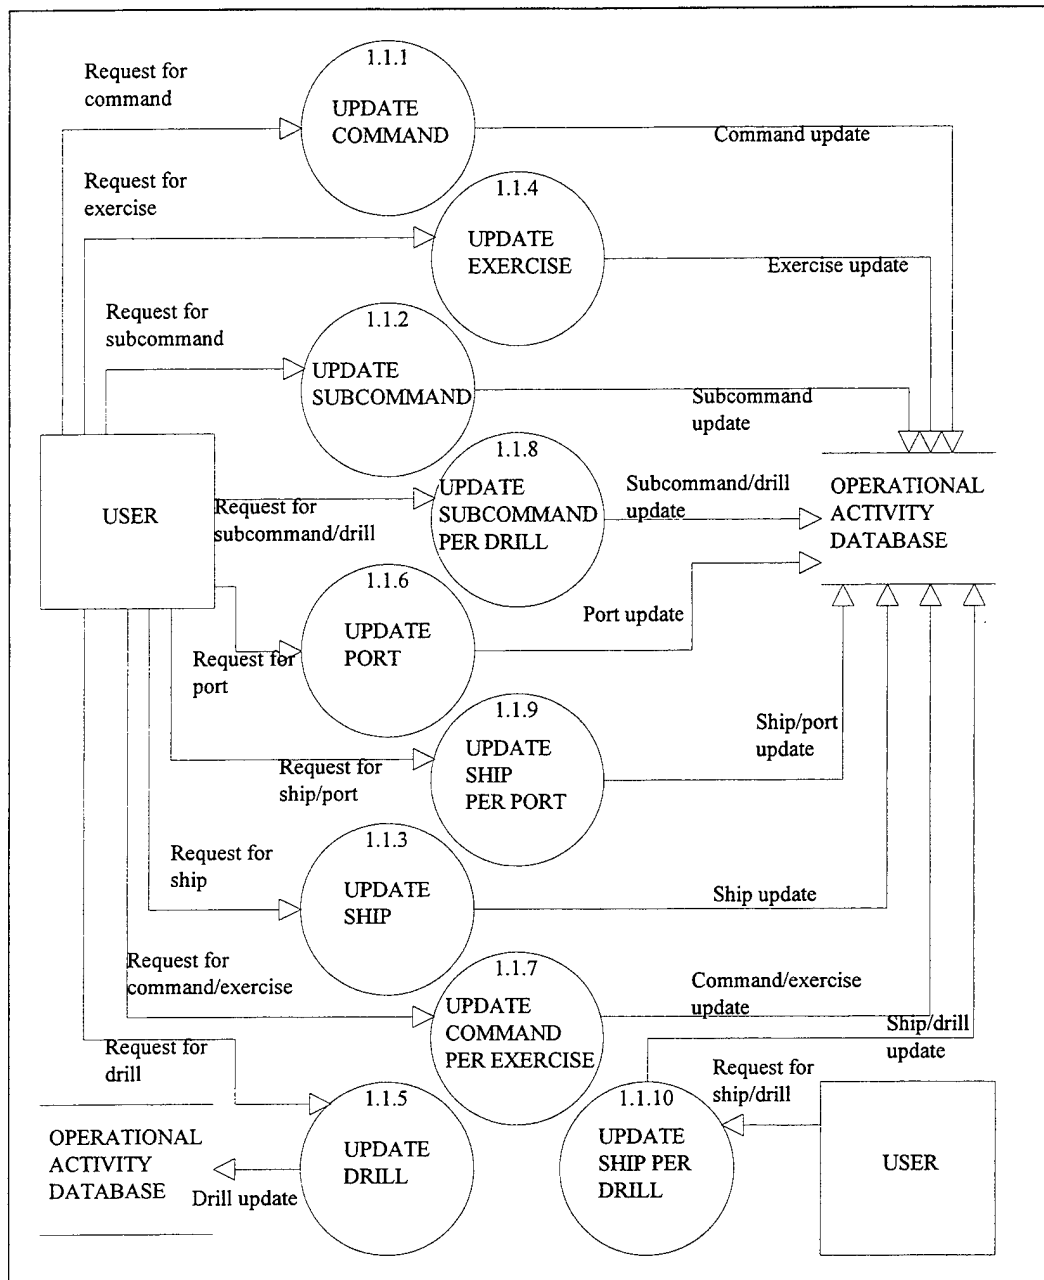 1.1.1
Request for
command
UPDATE
COMMAND
Command update
Request for
exercise
1.1.4
UPDATE
EXERCISE
Exercise update
Request for
subcommand
1.1.2
UPDATE
SUBCOMMAND
Subcommand
update
USER
1.1.8
UPDATE
SUBCOMMAND
PER DRILL
Request for
subcommand/drill
Subcommand/drill
update
OPERATIONAL
ACTIVITY
DATABASE
1.1.6
UPDATE
PORT
Port update
Request for
port
1.1.9
UPDATE
SHIP
PER PORT
Ship/port
update
Request for
ship/port
1.1.3
Request for
ship
UPDATE
SHIP
Ship update
Request for
command/exercise
1.1.7
UPDATE
COMMAND
PER EXERCISE
Command/exercise
update
Ship/drill
update
Request for
drill
Request for
ship/drill
1.1.5
UPDATE
DRILL
1.1.10
UPDATE
SHIP PER
DRILL
USER
OPERATIONAL
ACTIVITY
DATABASE
Drill update